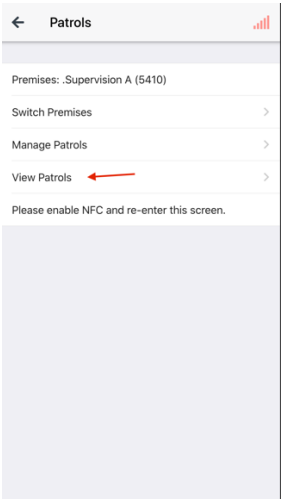 Patrols
Premises: .Supervision A (5410)
Switch Premises
Manage Patrols
View Patrols
Please enable NFC and re-enter this screen.